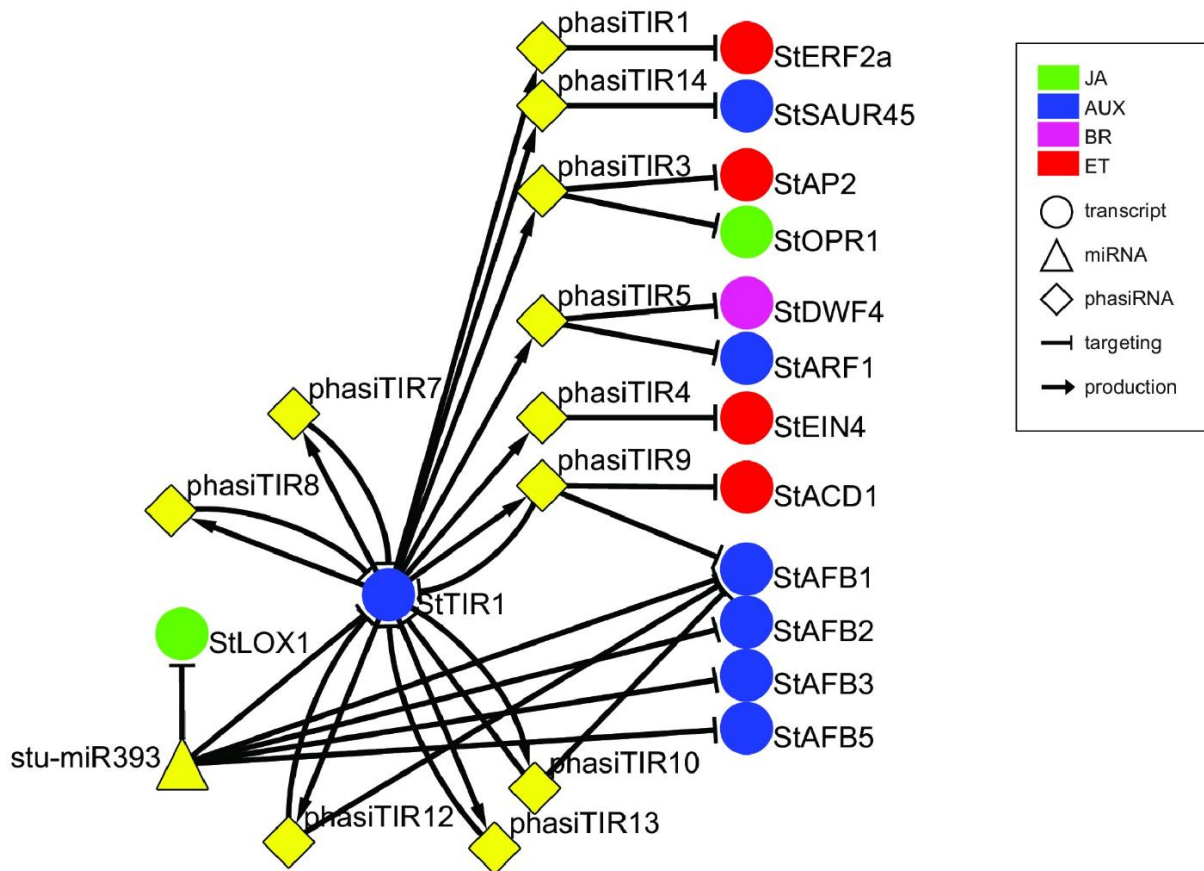 phasiTIR1
StERF2a
phasiTIR14
StSAUR45
phasiTIR3
StAP2
StOPR1
phasiTIR5
StDWF4
StARF1
phasiTIR7
phasiTIR4
StEIN4
phasiTIR9
StACD1
phasiTIR8
StAFB1
StTIR1
StAFB2
StLOX1
StAFB3
StAFB5
stu-miR393
phasiTIR10
phasiTIR12
phasiTIR13
JA
AUX
BR
ET
transcript
miRNA
phasiRNA
targeting
production